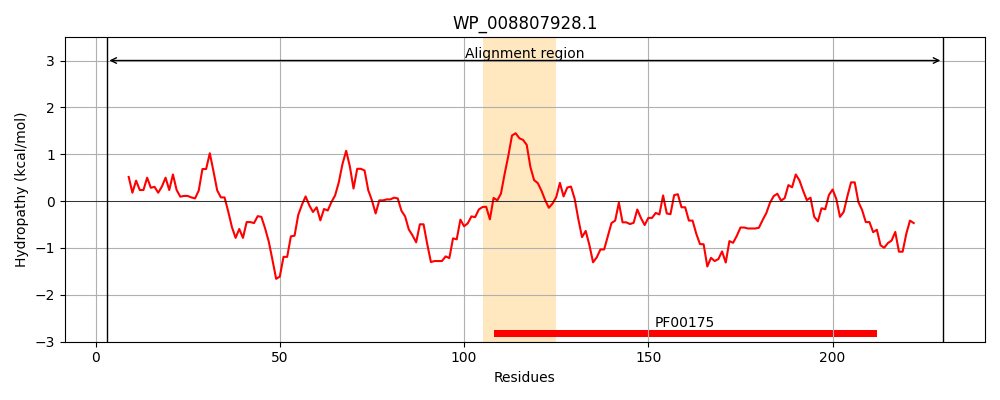 WP_008807928.1
Alignment region
3
2
1
0
−1
−2
−3
Hydropathy (kcal/mol)
PF00175
0 50 100 150 200
Residues